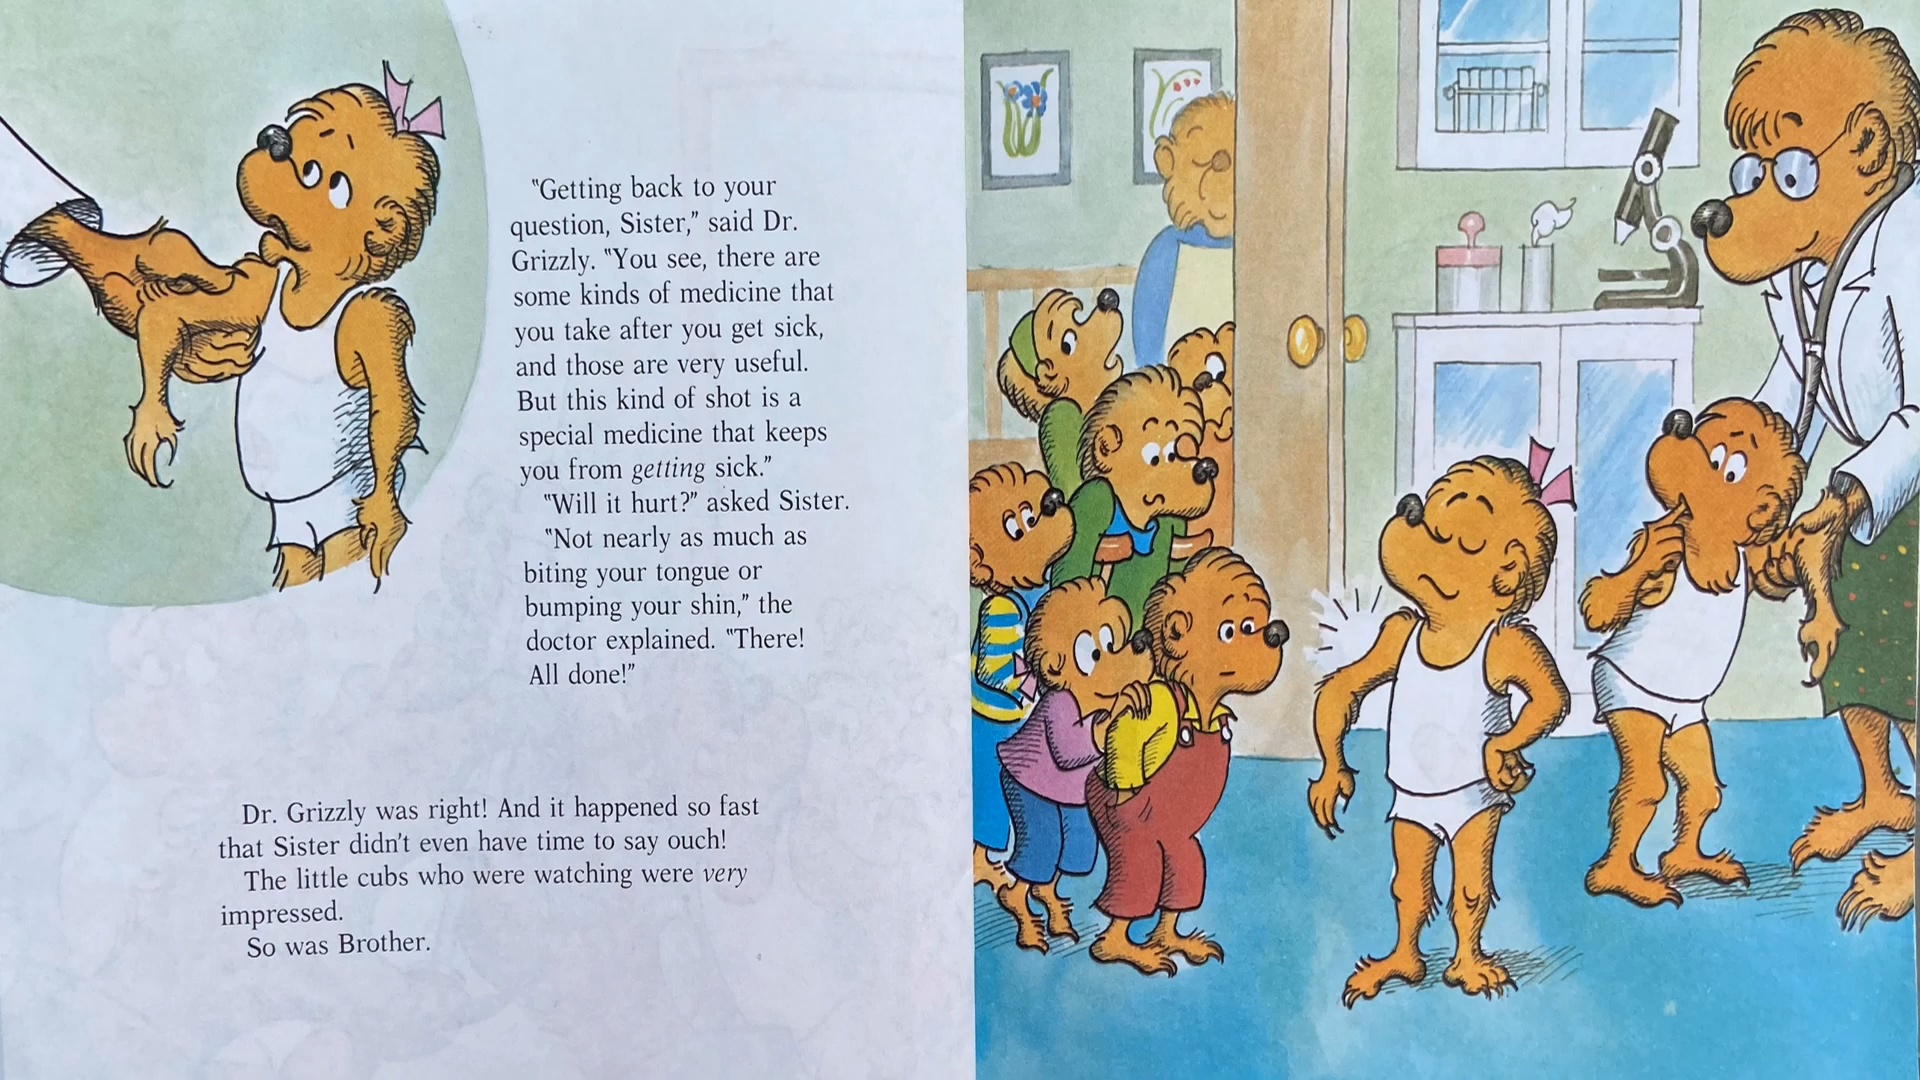 "Getting back to your
question, Sister," said Dr.
Grizzly. "You see, there are
some kinds of medicine that
you take after you get sick,
and those are very useful.
But this kind of shot is a
special medicine that keeps
you from getting sick."
"Will it hurt?" asked Sister.
"Not nearly as much as
biting your tongue or
bumping your shin," the
doctor explained. "There!
All done!"
Dr. Grizzly was right! And it happened so fast
that Sister didn't even have time to say ouch!
The little cubs who were watching were very
impressed.
So was Brother.